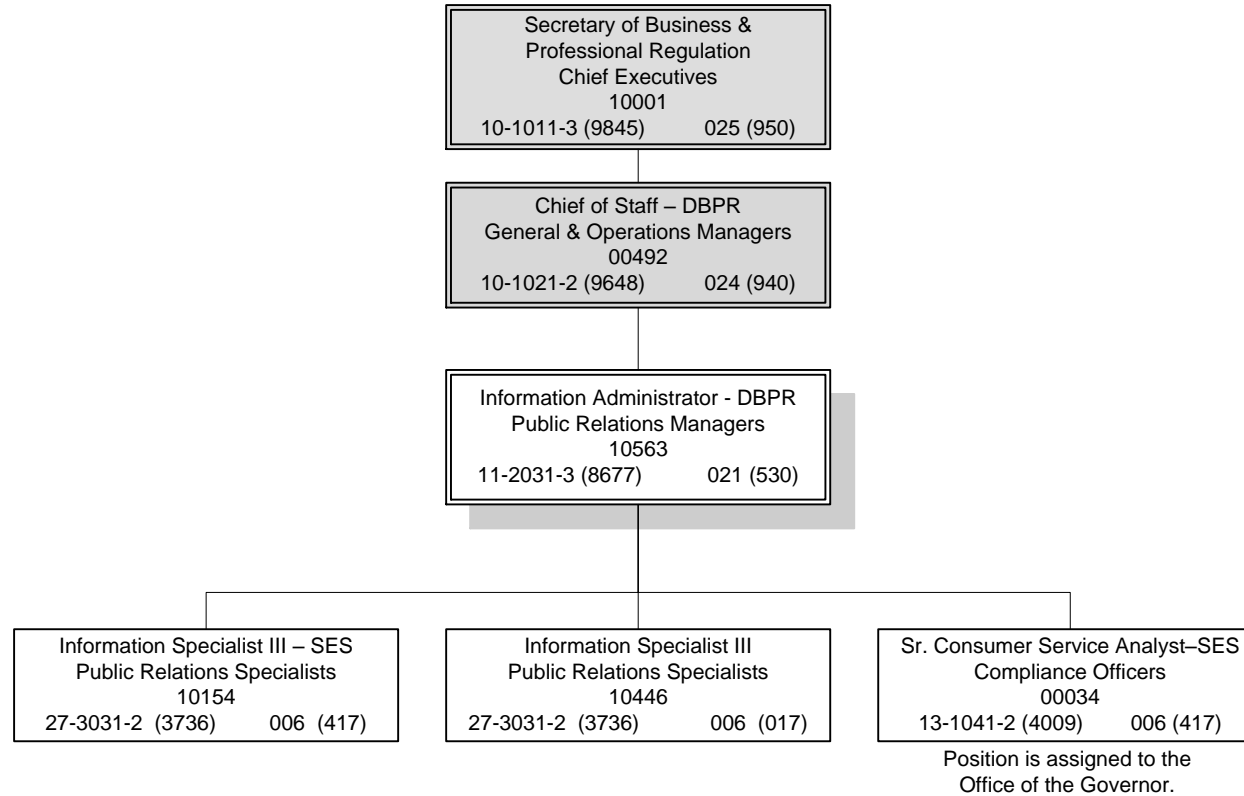 Secretary of Business &
Professional Regulation
Chief Executives
10001
10-1011-3 (9845) 025 (950)
Chief of Staff – DBPR
General & Operations Managers
00492
10-1021-2 (9648) 024 (940)
Information Administrator - DBPR
Public Relations Managers
10563
11-2031-3 (8677) 021 (530)
Information Specialist III – SES
Public Relations Specialists
10154
27-3031-2 (3736) 006 (417)
Information Specialist III
Public Relations Specialists
10446
27-3031-2 (3736) 006 (017)
Sr. Consumer Service Analyst–SES
Compliance Officers
00034
13-1041-2 (4009) 006 (417)
Position is assigned to the
Office of the Governor.